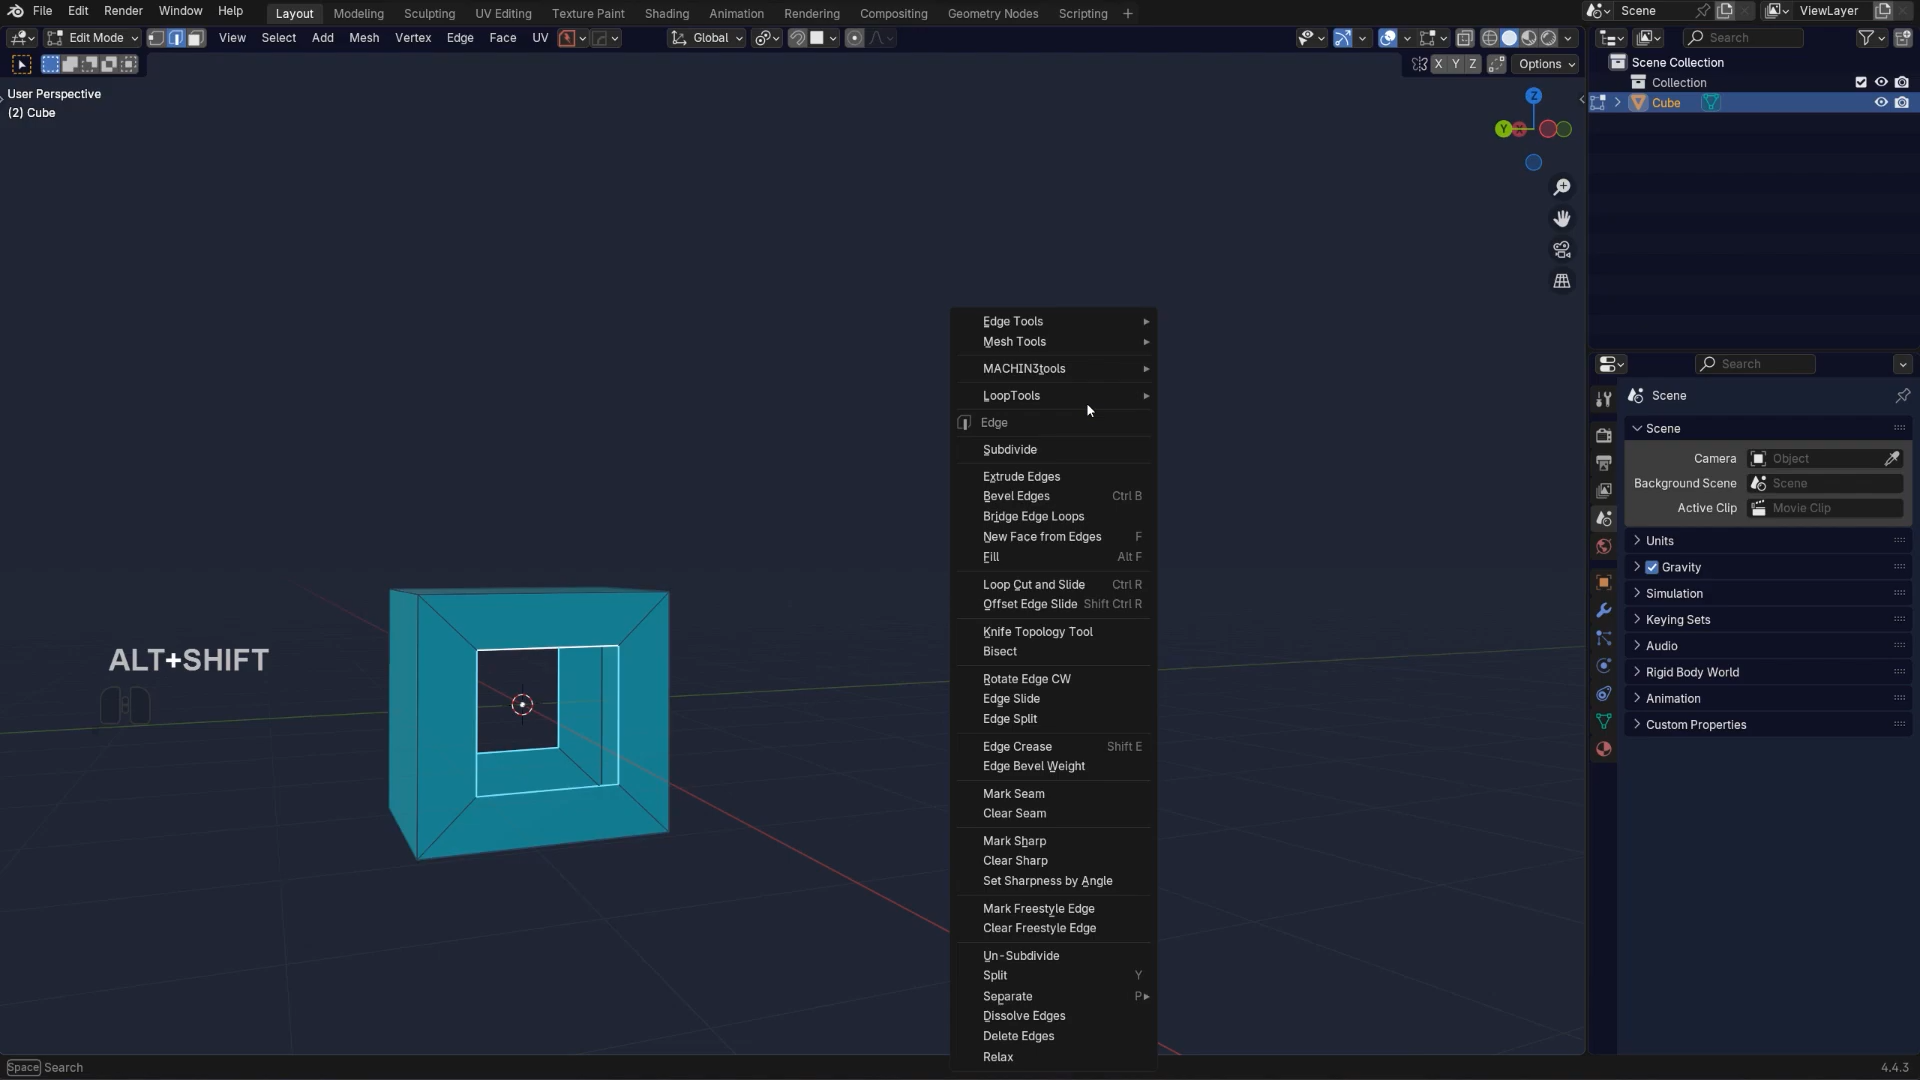 File Edit Render Window Help Layout Modeling Sculpting UV Editing Texture Paint Shading Animation Rendering Compositing Geometry Nodes Scripting + Scene ViewLayer
Edit Mode View Select Add Mesh Vertex Edge Face UV Global Search
X Y Z Options
User Perspective
(2) Cube
Z
Y
X
Scene Collection
Collection
Cube
Edge Tools
Mesh Tools
MACHIN3tools
LoopTools
Edge
Subdivide
Extrude Edges
Bevel Edges Ctrl B
Bridge Edge Loops
New Face from Edges F
Fill Alt F
Loop Cut and Slide Ctrl R
Offset Edge Slide Shift Ctrl R
Knife Topology Tool
Bisect
Rotate Edge CW
Edge Slide
Edge Split
Edge Crease Shift E
Edge Bevel Weight
Mark Seam
Clear Seam
Mark Sharp
Clear Sharp
Set Sharpness by Angle
Mark Freestyle Edge
Clear Freestyle Edge
Un-Subdivide
Split Y
Separate P
Dissolve Edges
Delete Edges
Relax
ALT+SHIFT
Search
Scene
Scene
Camera Object
Background Scene Scene
Active Clip Movie Clip
Units
Gravity
Simulation
Keying Sets
Audio
Rigid Body World
Animation
Custom Properties
Space Search
4.4.3